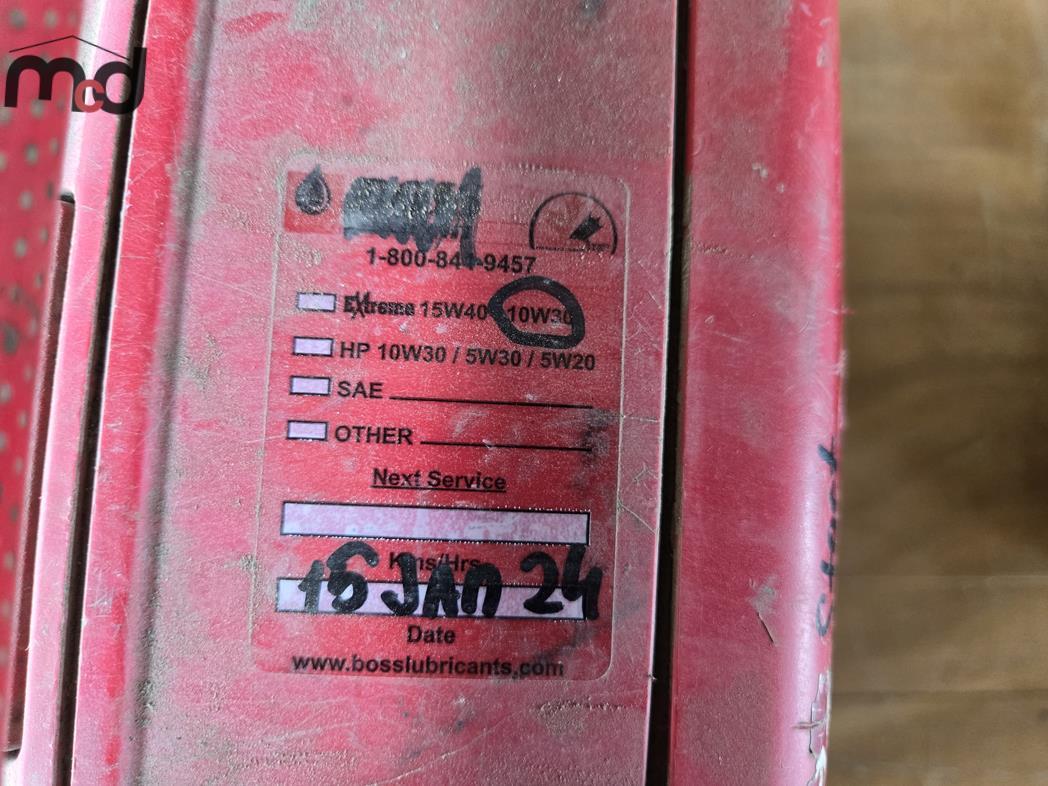 mcd
1-800-844-9457
Extreme 15W40 10W30
HP 10W30 / 5W30 / 5W20
SAE
OTHER
Next Service
Kms/Hrs
15 JAN 24
Date
www.bosslubricants.com